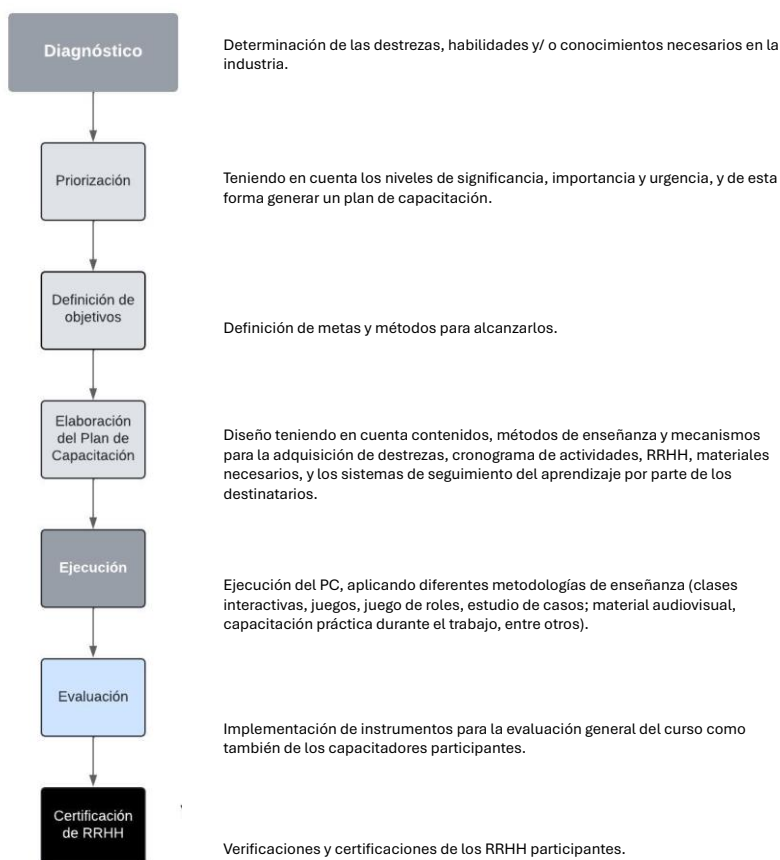 Diagnóstico
Determinación de las destrezas, habilidades y/ o conocimientos necesarios en la
industria.
Priorización
Teniendo en cuenta los niveles de significancia, importancia y urgencia, y de esta
forma generar un plan de capacitación.
Definición de
objetivos
Definición de metas y métodos para alcanzarlos.
Elaboración
del Plan de
Capacitación
Diseño teniendo en cuenta contenidos, métodos de enseñanza y mecanismos
para la adquisición de destrezas, cronograma de actividades, RRHH, materiales
necesarios, y los sistemas de seguimiento del aprendizaje por parte de los
destinatarios.
Ejecución
Ejecución del PC, aplicando diferentes metodologías de enseñanza (clases
interactivas, juegos, juego de roles, estudio de casos; material audiovisual,
capacitación práctica durante el trabajo, entre otros).
Evaluación
Implementación de instrumentos para la evaluación general del curso como
también de los capacitadores participantes.
Certificación
de RRHH
Verificaciones y certificaciones de los RRHH participantes.